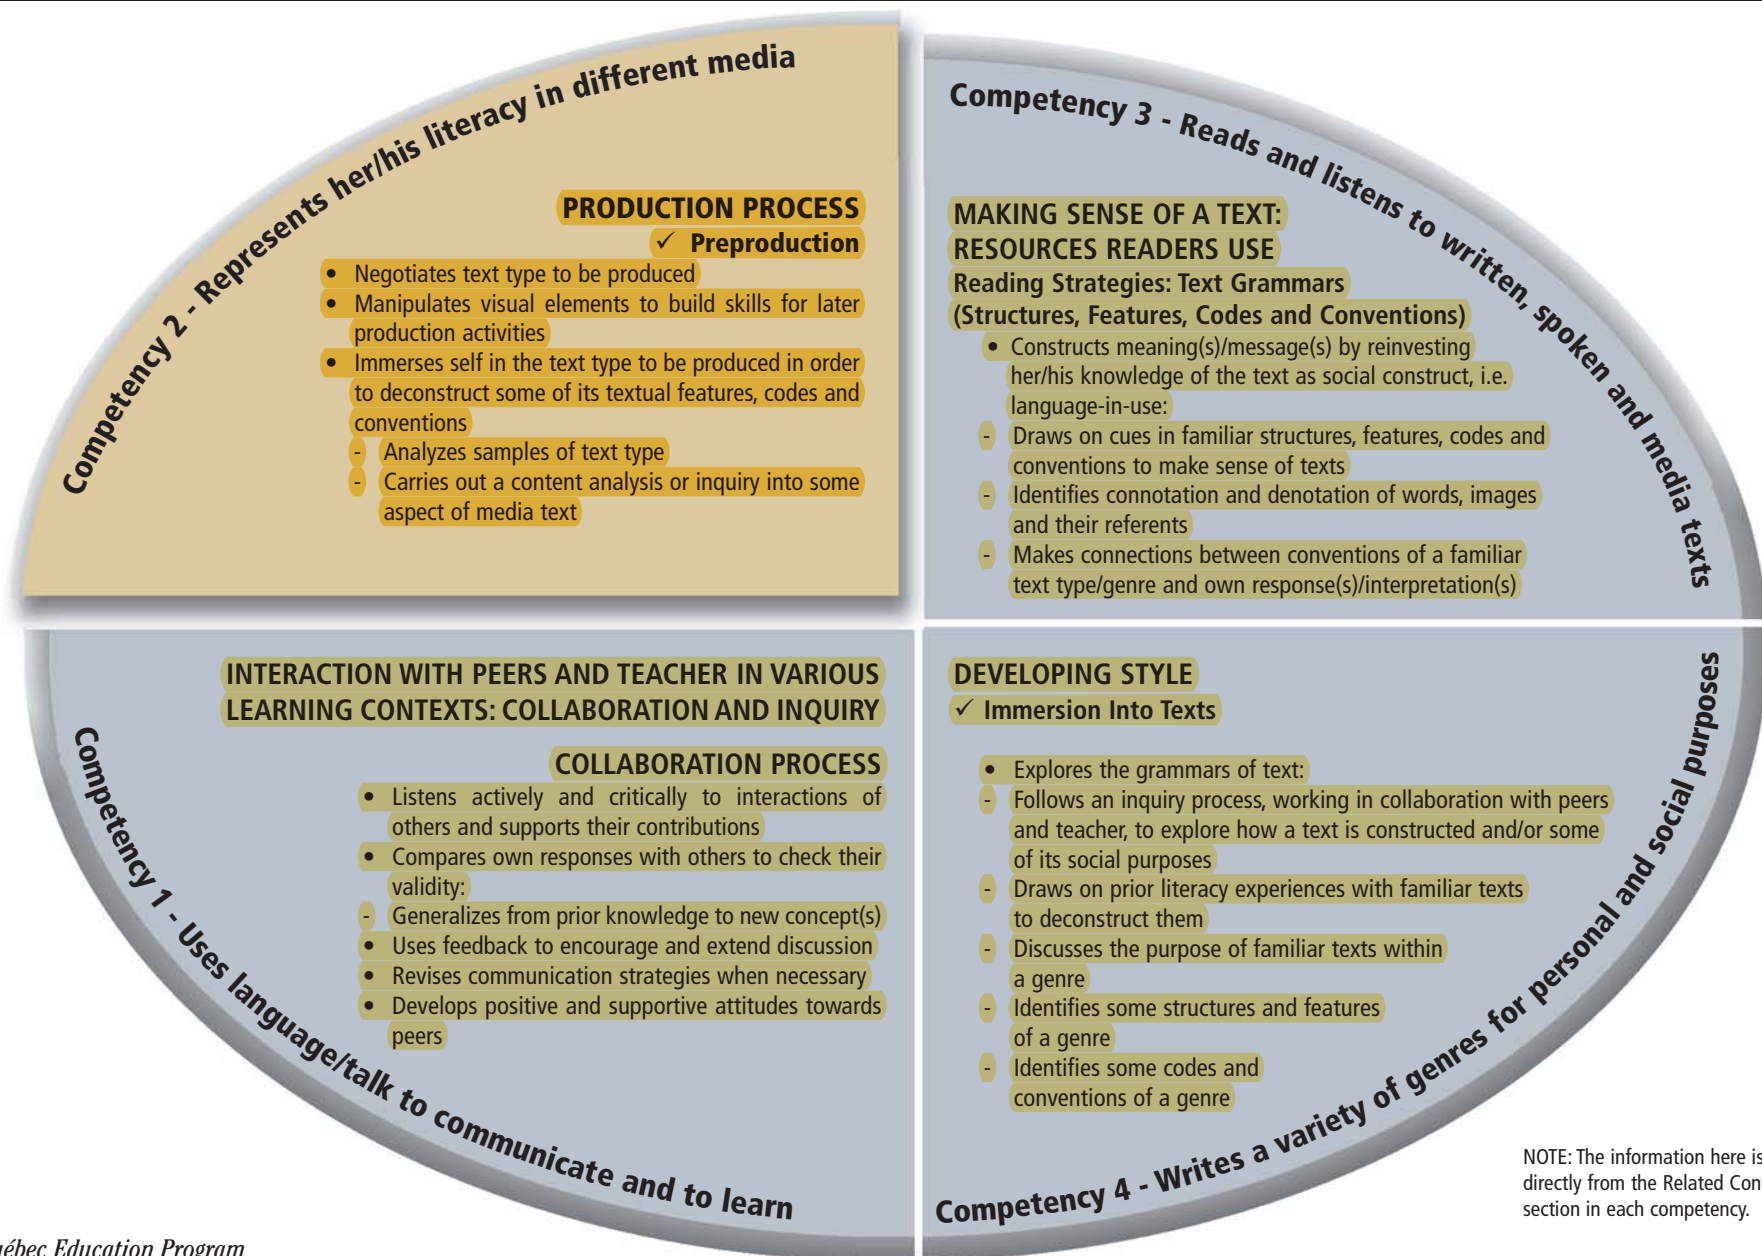 Competency 2 - Represents her/his literacy in different media
PRODUCTION PROCESS
✓ Preproduction
• Negotiates text type to be produced
• Manipulates visual elements to build skills for later
production activities
• Immerses self in the text type to be produced in order
to deconstruct some of its textual features, codes and
conventions
- Analyzes samples of text type
- Carries out a content analysis or inquiry into some
aspect of media text
Competency 3 - Reads and listens to written, spoken and media texts
MAKING SENSE OF A TEXT:
RESOURCES READERS USE
Reading Strategies: Text Grammars
(Structures, Features, Codes and Conventions)
• Constructs meaning(s)/message(s) by reinvesting
her/his knowledge of the text as social construct, i.e.
language-in-use:
- Draws on cues in familiar structures, features, codes and
conventions to make sense of texts
- Identifies connotation and denotation of words, images
and their referents
- Makes connections between conventions of a familiar
text type/genre and own response(s)/interpretation(s)
Competency 1 - Uses language/talk to communicate and to learn
INTERACTION WITH PEERS AND TEACHER IN VARIOUS
LEARNING CONTEXTS: COLLABORATION AND INQUIRY
COLLABORATION PROCESS
• Listens actively and critically to interactions of
others and supports their contributions
• Compares own responses with others to check their
validity:
- Generalizes from prior knowledge to new concept(s)
• Uses feedback to encourage and extend discussion
• Revises communication strategies when necessary
• Develops positive and supportive attitudes towards
peers
Competency 4 - Writes a variety of genres for personal and social purposes
DEVELOPING STYLE
✓ Immersion Into Texts
• Explores the grammars of text:
- Follows an inquiry process, working in collaboration with peers
and teacher, to explore how a text is constructed and/or some
of its social purposes
- Draws on prior literacy experiences with familiar texts
to deconstruct them
- Discusses the purpose of familiar texts within
a genre
- Identifies some structures and features
of a genre
- Identifies some codes and
conventions of a genre
NOTE: The information here is
directly from the Related Con
section in each competency.
uébec Education Program